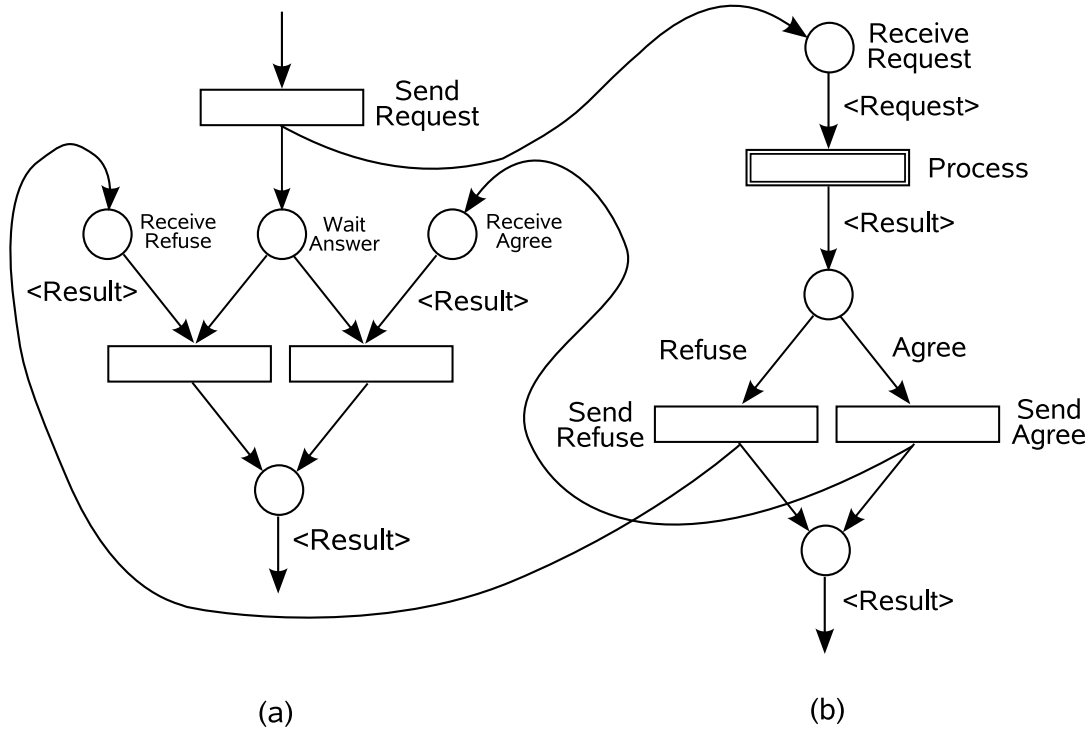 Send
Request
Receive
Refuse
Wait
Answer
Receive
Agree
<Result>
<Result>
<Result>
(a)
Receive
Request
<Request>
Process
<Result>
Refuse
Agree
Send
Refuse
Send
Agree
<Result>
(b)